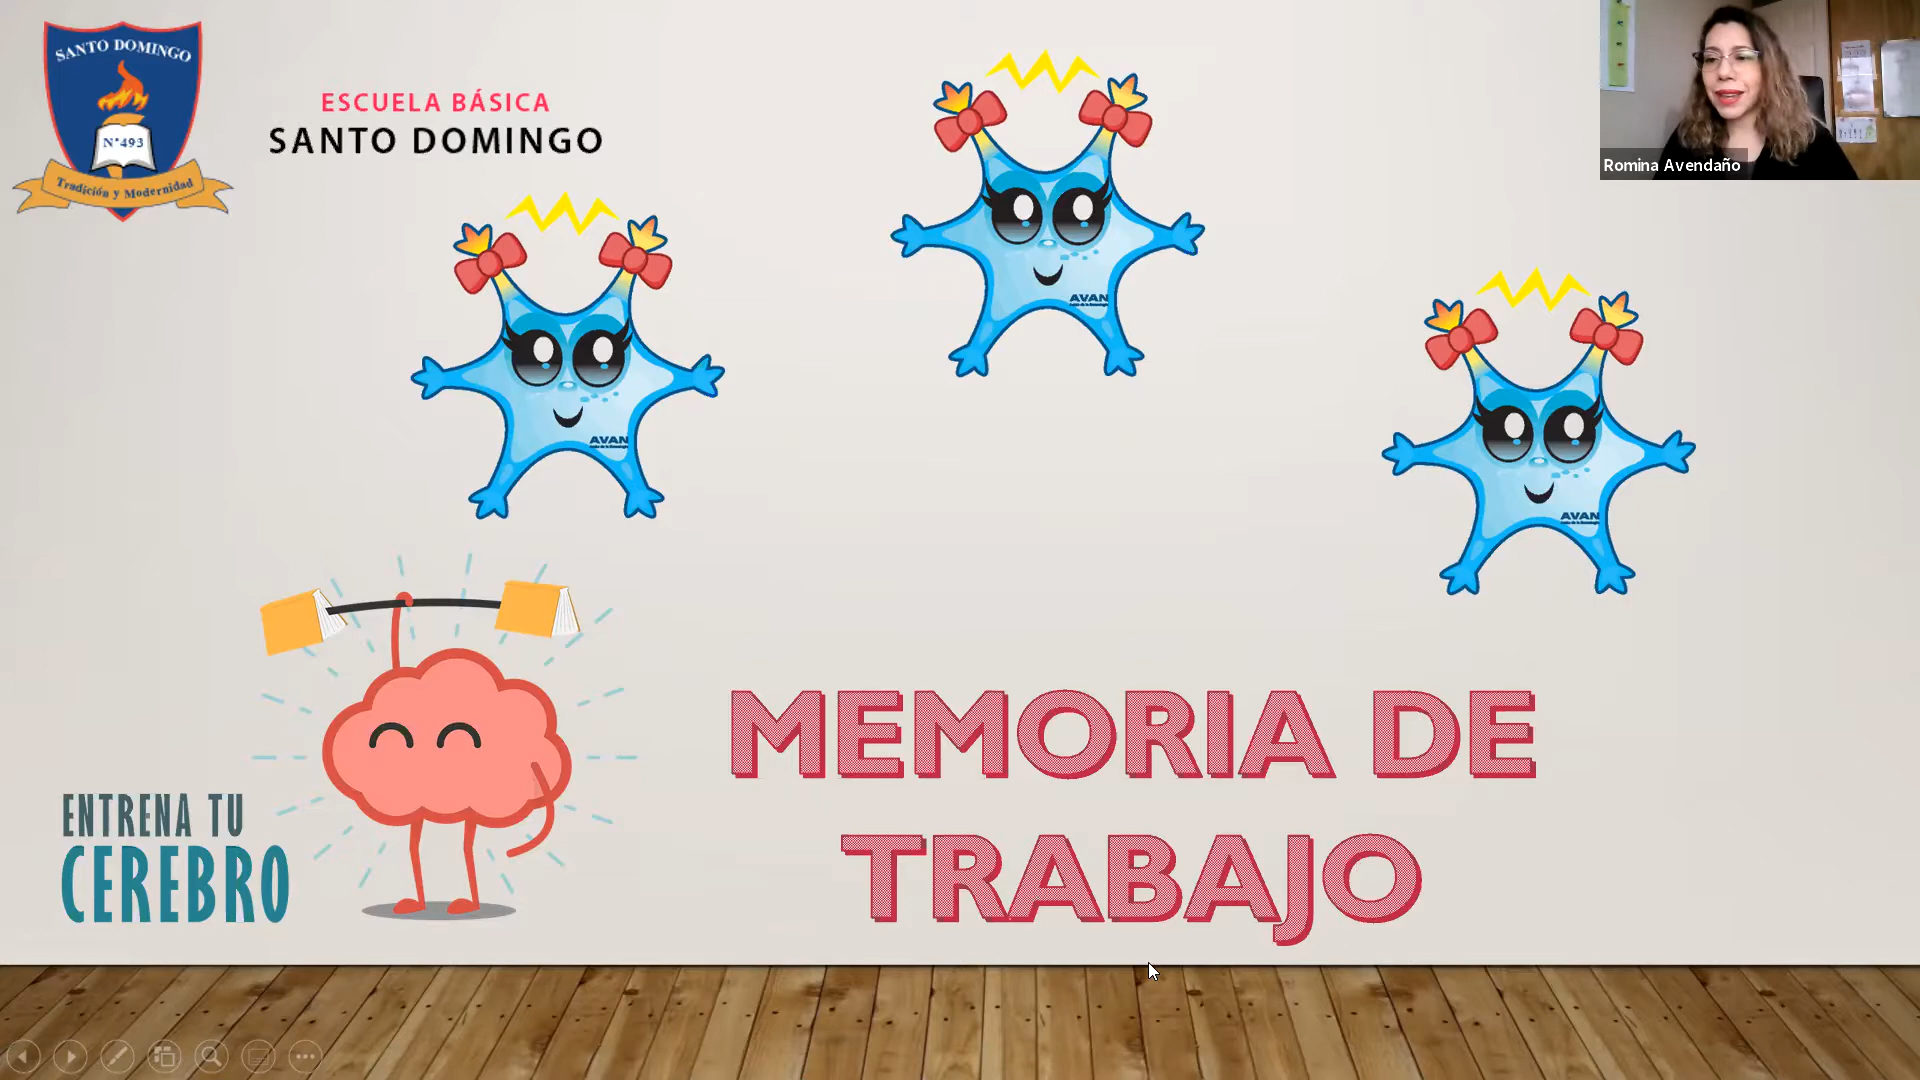 SANTO DOMINGO
N°493
Tradición y Modernidad
ESCUELA BÁSICA
SANTO DOMINGO
Romina Avendaño
AVAN
AVAN
AVAN
ENTRENA TU
CEREBRO
MEMORIA DE
TRABAJO